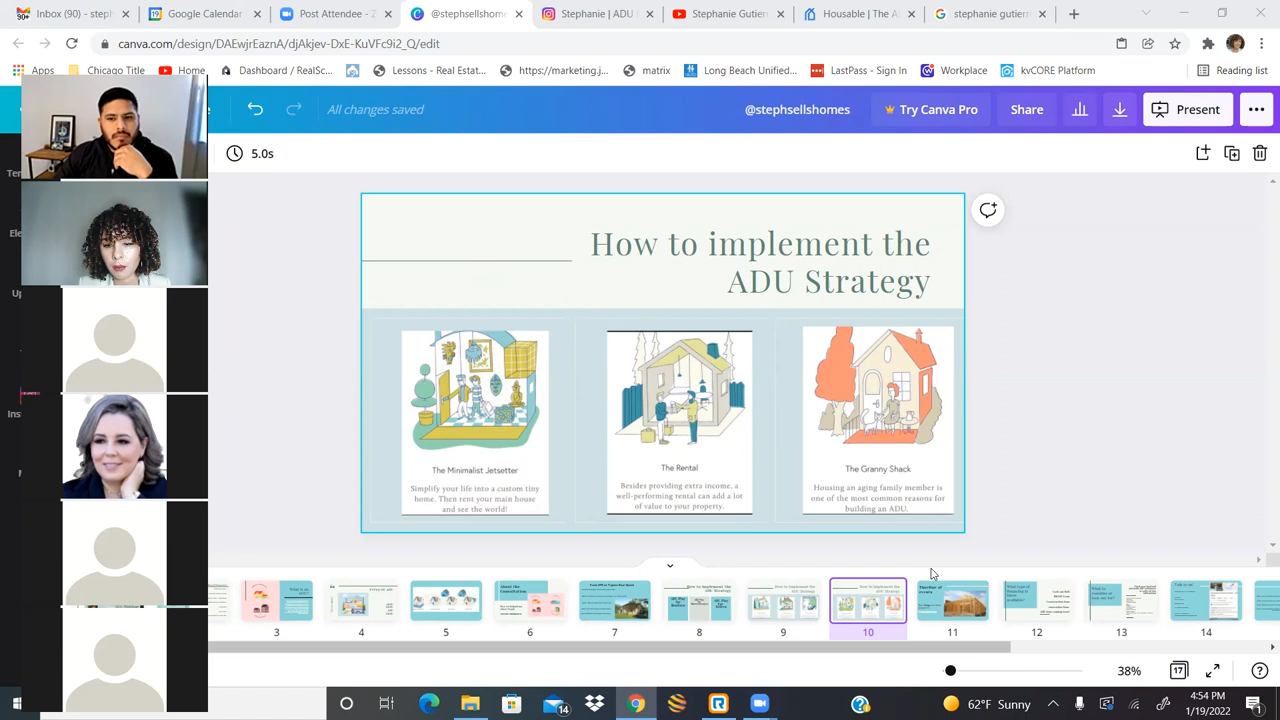 Inbox (90) - steph
Google Calendar
Post Attendee - Z
@stephsellshomes
Stephanie | ADU
Stephanie Gutier
Houses | The A
stephanie gutier
canva.com/design/DAEwjrEaznA/djAkjev-DxE-KuVFc9i2_Q/edit
Apps
Chicago Title
Home
Dashboard / RealSc...
Lessons - Real Estat...
https://marketing.j...
matrix
Long Beach Unified...
LastPass - Sign In
Workplace
kvCORE Platform
Reading list
All changes saved
@stephsellshomes
Try Canva Pro
Share
Present
5.0s
How to implement the
ADU Strategy
The Minimalist Jetsetter
Simplify your life into a custom tiny
home. Then rent your main house
and see the world!
The Rental
Besides providing extra income, a
well-performing rental can add a lot
of value to your property.
The Granny Shack
Housing an aging family member is
one of the most common reasons for
building an ADU.
3
4
5
6
7
8
9
10
11
12
13
14
38%
17
14
62°F Sunny
4:54 PM
1/19/2022